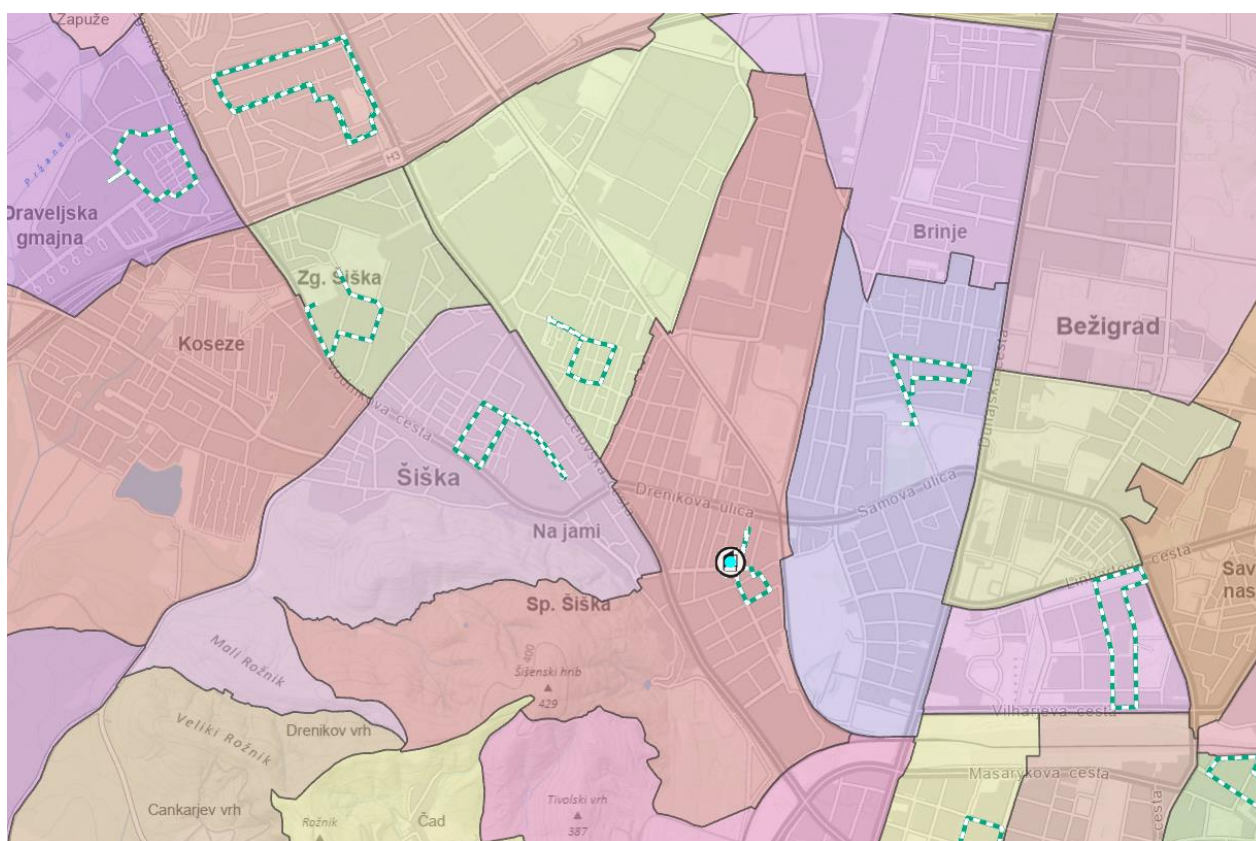 Zapuže
H3
Pržanec
Draveljska
gmajna
Zg. Šiška
Koseze
Brinje
Bežigrad
Vodnikova cesta
Celovška cesta
Dunajska cesta
Šiška
Drenikova ulica
Samova ulica
Na jami
Linhartova cesta
Sav
nas
Sp. Šiška
Mali Rožnik
Šišenski hrib
400
429
Vilharjeva cesta
Veliki Rožnik
Drenikov vrh
Masarykova cesta
cesta
Cankarjev vrh
Rožnik
Čad
Tivolski vrh
387